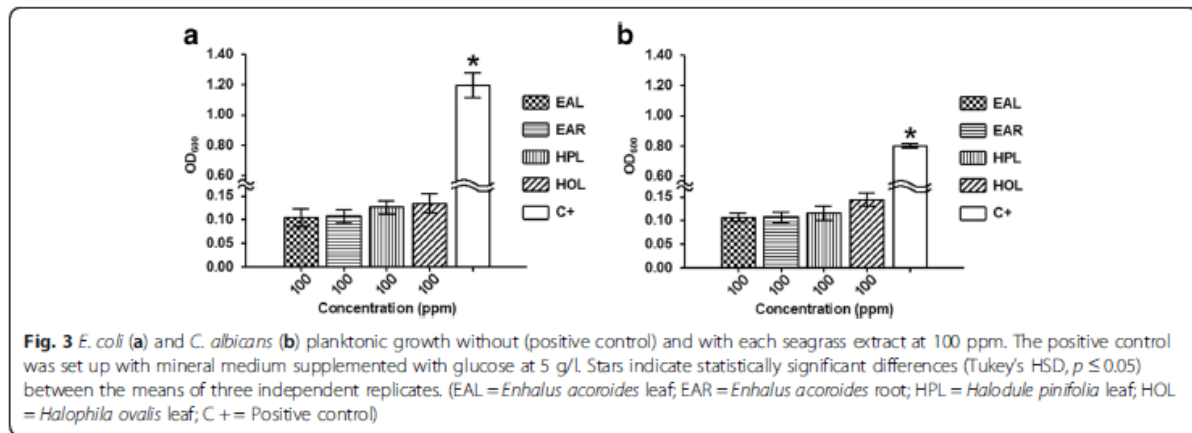 a
b
1.40
1.20
1.00
0.80
0.60
0.15
0.10
0.05
0.00
OD600
100 100 100 100
Concentration (ppm)
*
EAL
EAR
HPL
HOL
C+
1.40
1.20
1.00
0.80
0.60
0.15
0.10
0.05
0.00
OD600
100 100 100 100
Concentration (ppm)
*
EAL
EAR
HPL
HOL
C+
Fig. 3 E. coli (a) and C. albicans (b) planktonic growth without (positive control) and with each seagrass extract at 100 ppm. The positive control
was set up with mineral medium supplemented with glucose at 5 g/l. Stars indicate statistically significant differences (Tukey's HSD, p ≤ 0.05)
between the means of three independent replicates. (EAL = Enhalus acoroides leaf; EAR = Enhalus acoroides root; HPL = Halodule pinifolia leaf; HOL
= Halophila ovalis leaf; C + = Positive control)